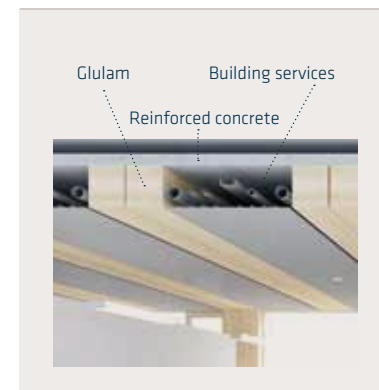 Glulam
Building services
Reinforced concrete